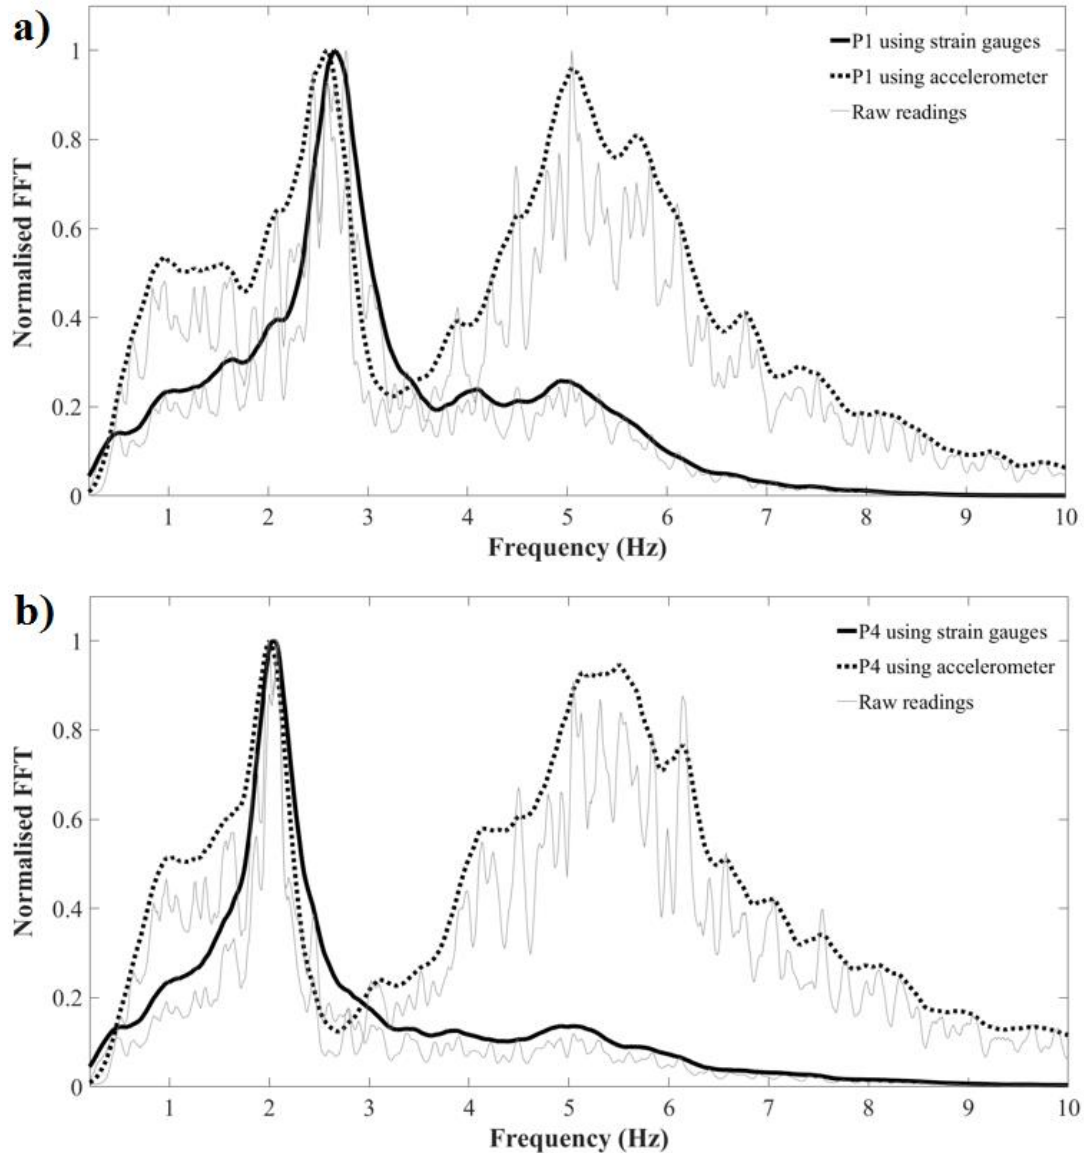 a)
P1 using strain gauges
P1 using accelerometer
Raw readings
Normalised FFT
1
0.8
0.6
0.4
0.2
0
1 2 3 4 5 6 7 8 9 10
Frequency (Hz)
b)
P4 using strain gauges
P4 using accelerometer
Raw readings
Normalised FFT
1
0.8
0.6
0.4
0.2
0
1 2 3 4 5 6 7 8 9 10
Frequency (Hz)